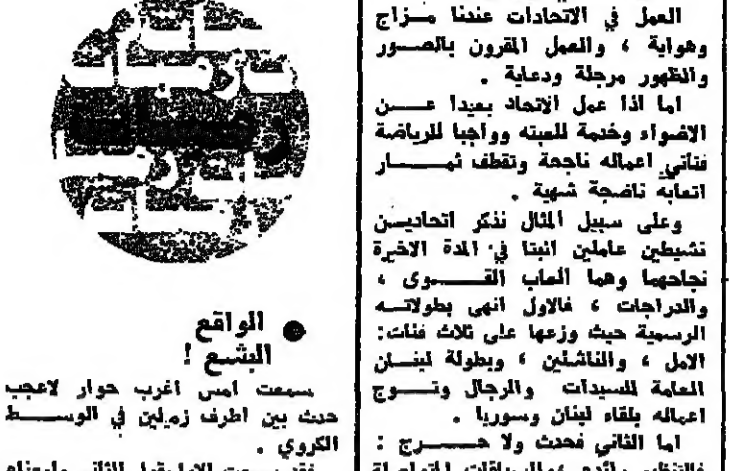 العمل في الاتحادات عندنا مزاج
وهواية ، والعمل المقرون بالصور
والظهور مرجلة ودعاية .
اما اذا عمل الاتحاد بعيدا عن
الاضواء وخدمة للعبته وواجبا للرياضة
فتأتي اعماله ناجحة وتقطف ثمار
اتعابه ناضجة شهية .
وعلى سبيل المثال نذكر اتحادين
نشيطين عاملين اثبتا في المدة الاخيرة
نجاحهما وهما العاب القوى ،
والدراجات ، فالاول انهى بطولاته
الرسمية حيث وزعها على ثلاث فئات:
الامل ، والناشئين ، وبطولة لبنان
العامة للسيدات والرجال وتوج
اعماله بلقاء لبنان وسوريا .
اما الثاني فحدث ولا حرج :
● الواقع
البشع !
سمعت امس اغرب حوار لاعجب
حدث بين اطرف زميلين في الوسط
الكروي .